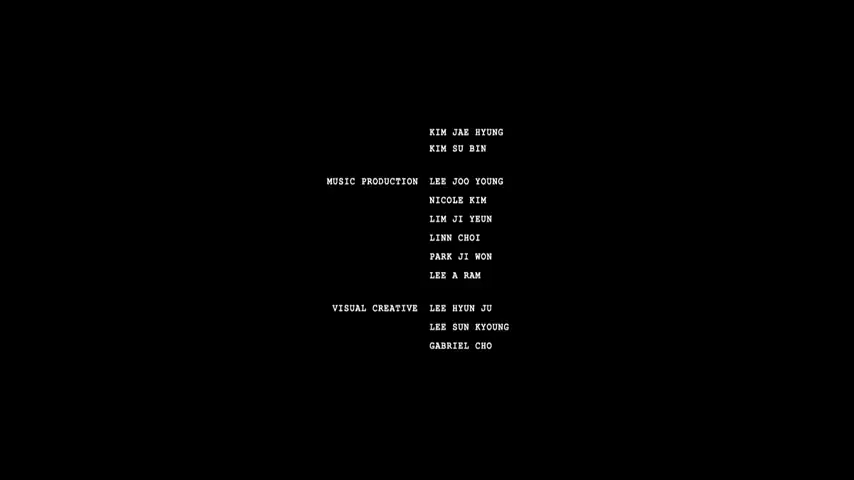 KIM JAE HYUNG
KIM SU BIN
MUSIC PRODUCTION LEE JOO YOUNG
NICOLE KIM
LIM JI YEUN
LINN CHOI
PARK JI WON
LEE A RAM
VISUAL CREATIVE LEE HYUN JU
LEE SUN KYOUNG
GABRIEL CHO